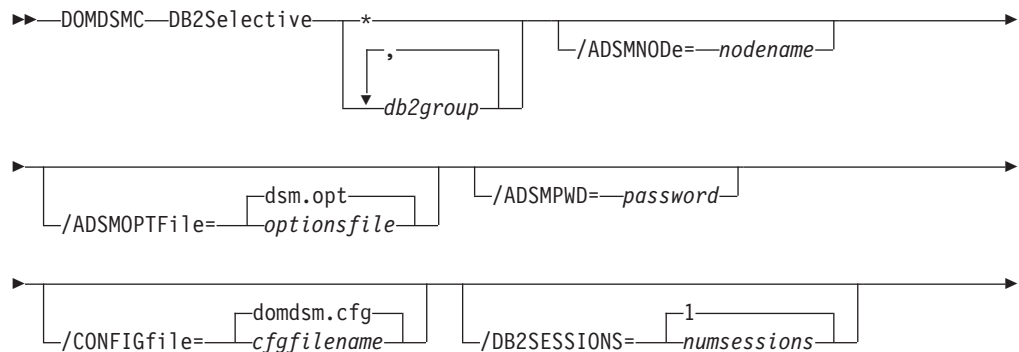 DOMDSMC DB2Selective *
,
db2group
/ADSMNODe= nodename
dsm.opt
/ADSMOPTFile= optionsfile
/ADSMPWD= password
domdsm.cfg
/CONFIGfile= cfgfilename
1
/DB2SESSIONS= numsessions